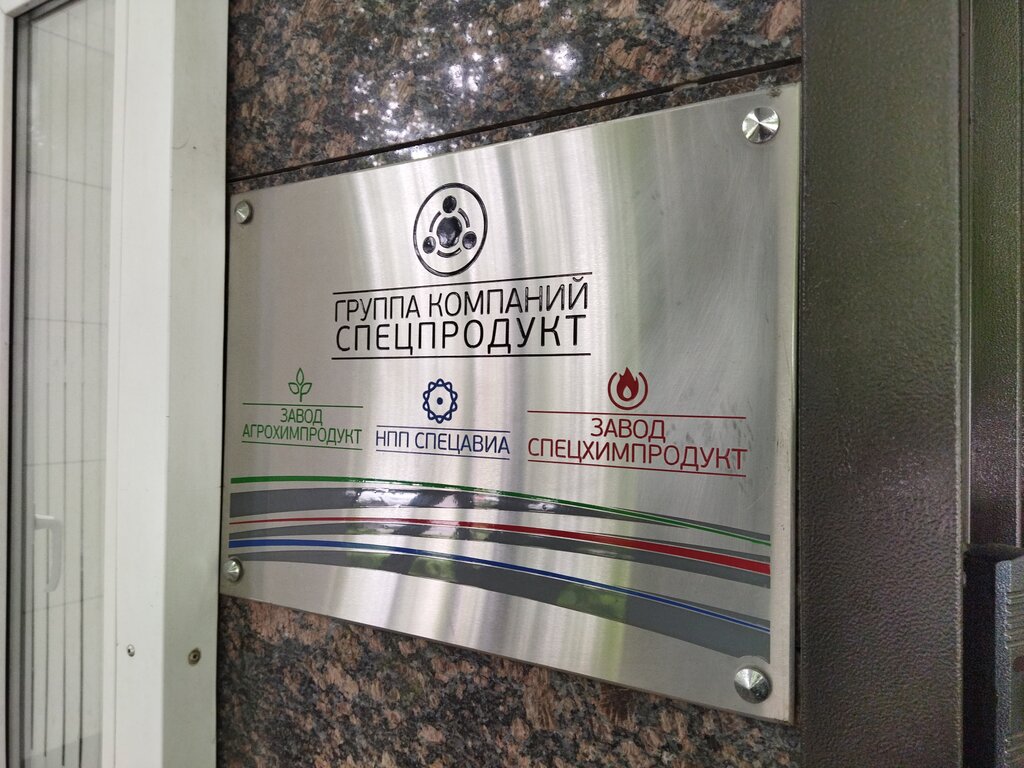 ГРУППА КОМПАНИЙ
СПЕЦПРОДУКТ
ЗАВОД
АГРОХИМПРОДУКТ
НПП СПЕЦАВИА
ЗАВОД
СПЕЦХИМПРОДУКТ